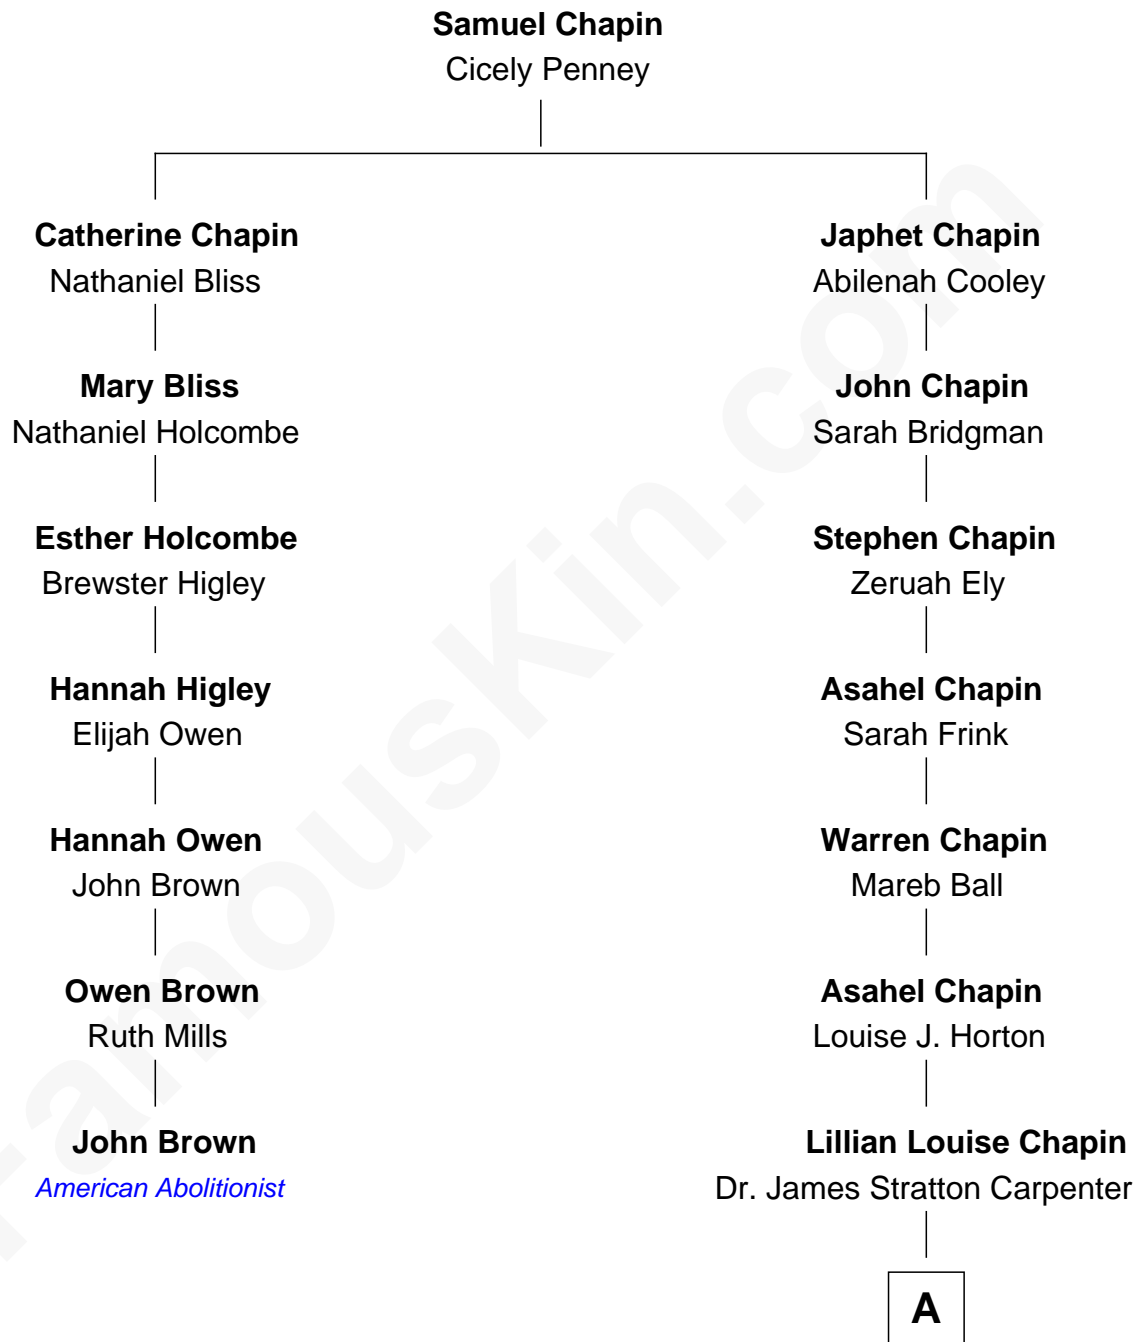 Samuel Chapin
Cicely Penney
Catherine Chapin
Nathaniel Bliss
Mary Bliss
Nathaniel Holcombe
Esther Holcombe
Brewster Higley
Hannah Higley
Elijah Owen
Hannah Owen
John Brown
Owen Brown
Ruth Mills
John Brown
American Abolitionist
Japhet Chapin
Abilenah Cooley
John Chapin
Sarah Bridgman
Stephen Chapin
Zeruah Ely
Asahel Chapin
Sarah Frink
Warren Chapin
Mareb Ball
Asahel Chapin
Louise J. Horton
Lillian Louise Chapin
Dr. James Stratton Carpenter
A
FamousKin.com